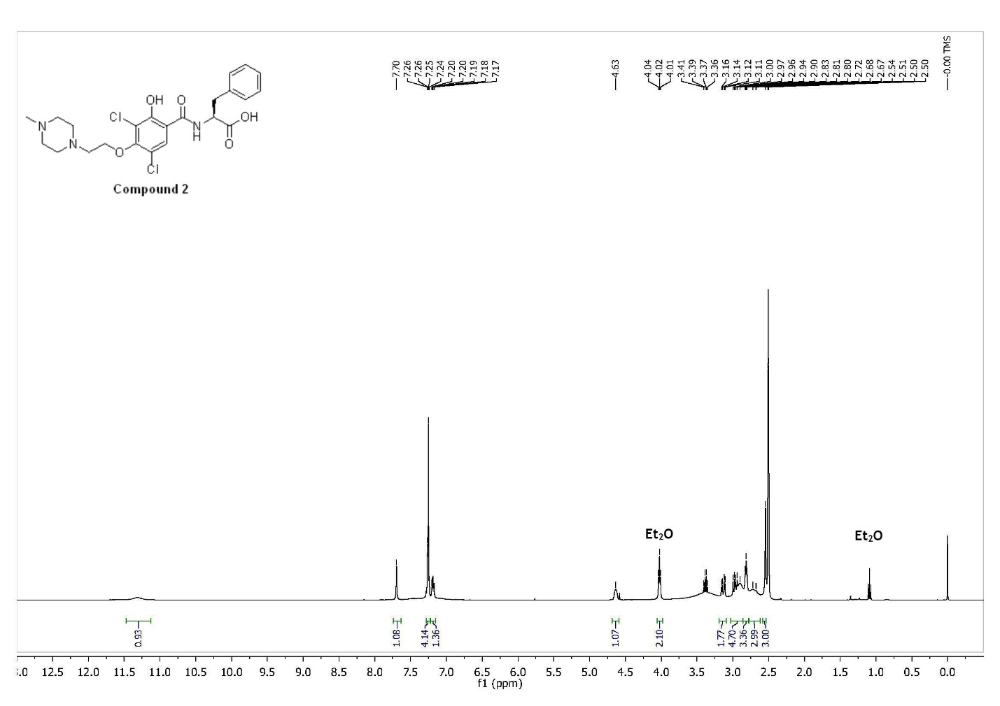 7.70
7.26
7.26
7.25
7.24
7.20
7.20
7.19
7.18
7.17
4.63
4.04
4.02
4.01
3.41
3.39
3.37
3.36
3.16
3.14
3.12
3.11
3.00
2.97
2.96
2.94
2.90
2.83
2.81
2.80
2.72
2.68
2.67
2.54
2.51
2.50
2.50
-0.00 TMS
OH
O
Cl
OH
N
H
O
N
N
O
Cl
Compound 2
Et₂O
Et₂O
0.93
1.08
4.14
1.36
1.07
2.10
1.77
4.70
3.36
2.99
3.00
.0 12.5 12.0 11.5 11.0 10.5 10.0 9.5 9.0 8.5 8.0 7.5 7.0 6.5 6.0 5.5 5.0 4.5 4.0 3.5 3.0 2.5 2.0 1.5 1.0 0.5 0.0
f1 (ppm)